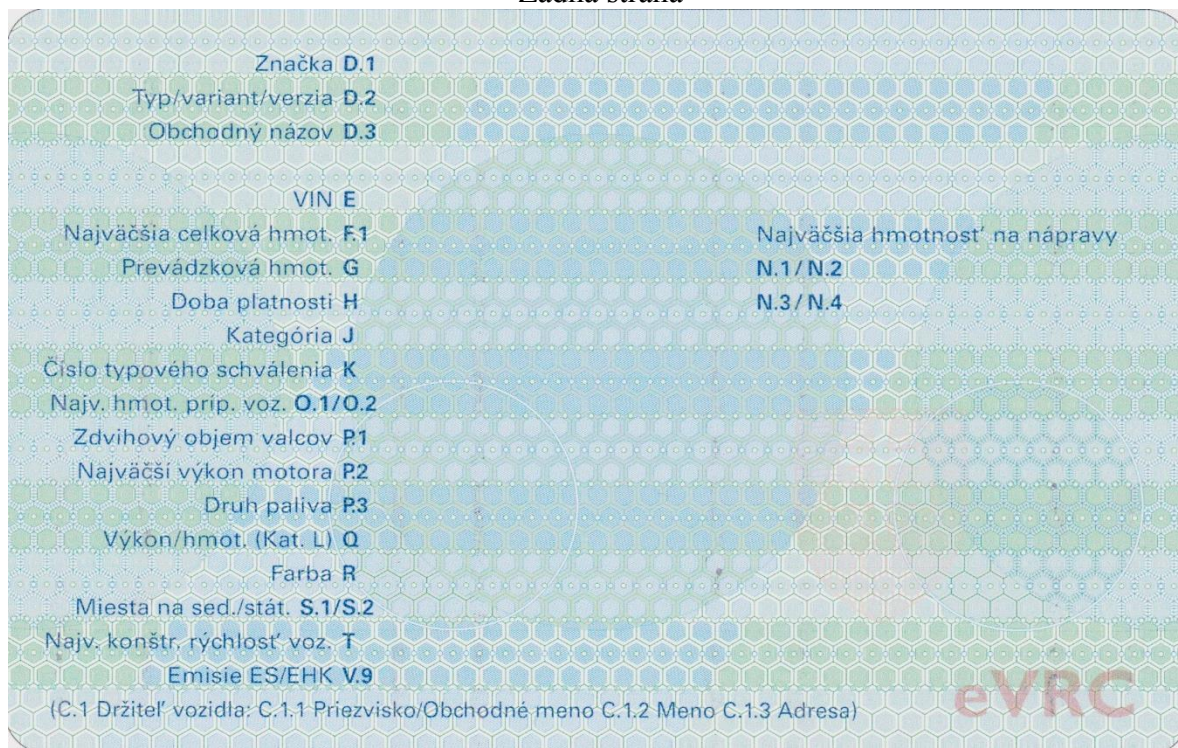 Zadná strana
Značka D.1
Typ/variant/verzia D.2
Obchodný názov D.3
VIN E
Najväčšia celková hmot. F.1
Prevádzková hmot. G
Doba platnosti H
Kategória J
Číslo typového schválenia K
Najv. hmot. príp. voz. O.1/O.2
Zdvihový objem valcov P.1
Najväčší výkon motora P.2
Druh paliva P.3
Výkon/hmot. (Kat. L) Q
Farba R
Miesta na sed./stát. S.1/S.2
Najv. konštr. rýchlosť voz. T
Emisie ES/EHK V.9
Najväčšia hmotnosť na nápravy
N.1/N.2
N.3/N.4
eVRC
(C.1 Držiteľ vozidla: C.1.1 Priezvisko/Obchodné meno C.1.2 Meno C.1.3 Adresa)